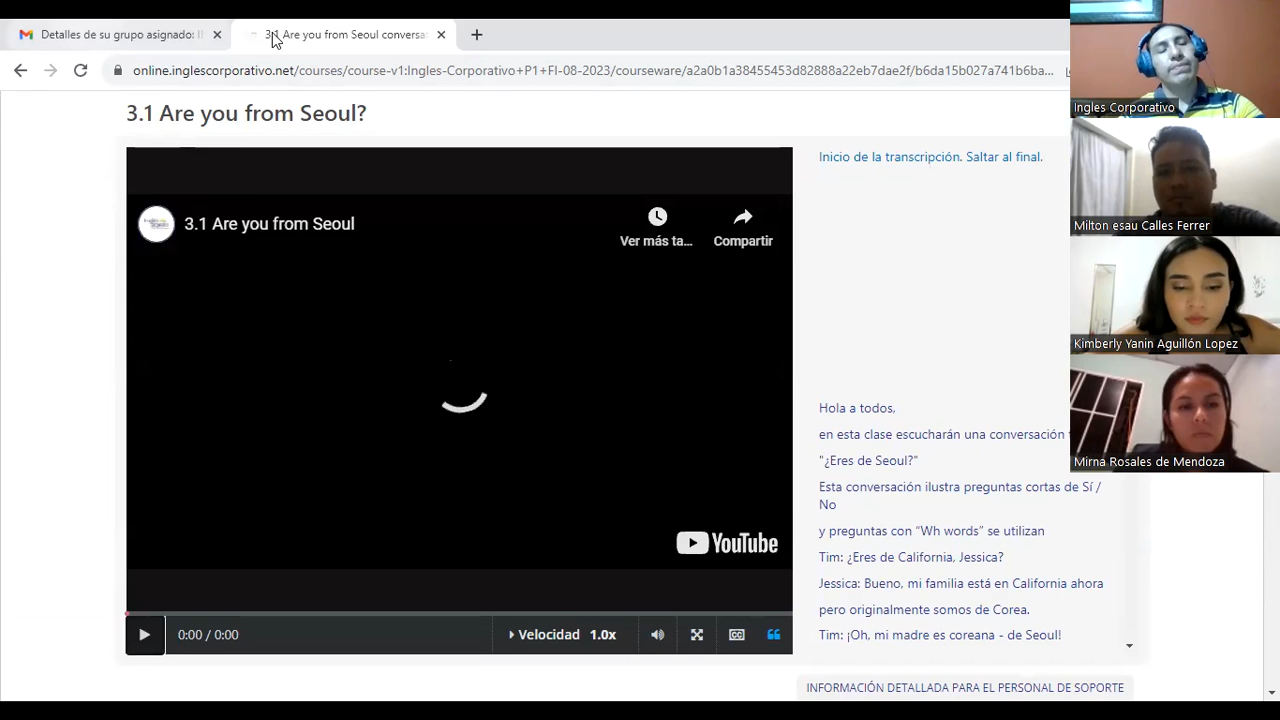 Detalles de su grupo asignado: I
3.1 Are you from Seoul conversat
online.inglescorporativo.net/courses/course-v1:Ingles-Corporativo+P1+FI-08-2023/courseware/a2a0b1a38455453d82888a22eb7dae2f/b6da15b027a741b6ba...
3.1 Are you from Seoul?
3.1 Are you from Seoul
Ver más ta...
Compartir
YouTube
0:00 / 0:00
Velocidad 1.0x
Inicio de la transcripción. Saltar al final.
Hola a todos,
en esta clase escucharán una conversación
"¿Eres de Seoul?"
Esta conversación ilustra preguntas cortas de Sí /
No
y preguntas con “Wh words” se utilizan
Tim: ¿Eres de California, Jessica?
Jessica: Bueno, mi familia está en California ahora
pero originalmente somos de Corea.
Tim: ¡Oh, mi madre es coreana - de Seoul!
INFORMACIÓN DETALLADA PARA EL PERSONAL DE SOPORTE
Ingles Corporativo
Milton esau Calles Ferrer
Kimberly Yanin Aguillón Lopez
Mirna Rosales de Mendoza